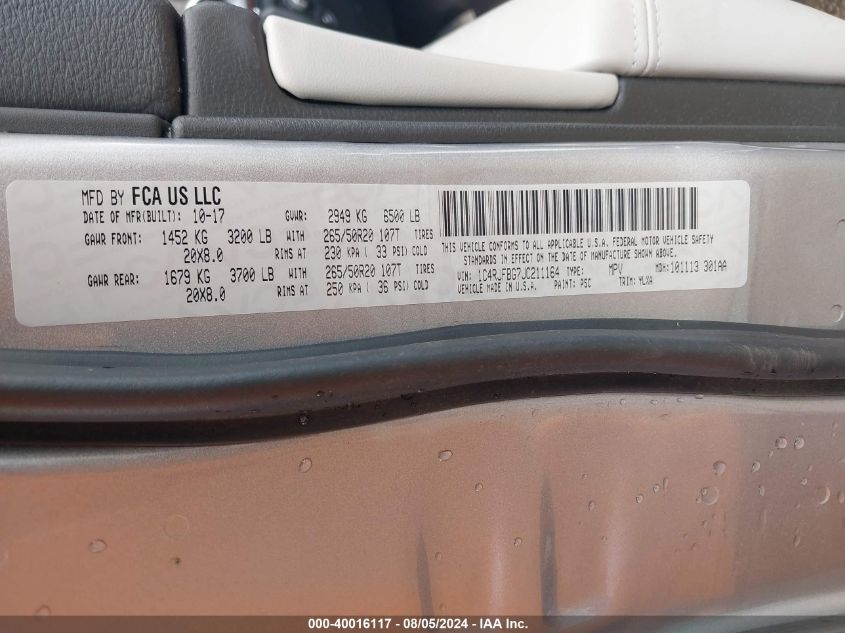 MFD BY FCA US LLC
DATE OF MFR(BUILT): 10-17 GVWR: 2949 KG 6500 LB
GAWR FRONT: 1452 KG 3200 LB WITH 265/50R20 107T TIRES
20X8.0 RIMS AT 230 KPA ( 33 PSI) COLD
GAWR REAR: 1679 KG 3700 LB WITH 265/50R20 107T TIRES
20X8.0 RIMS AT 250 KPA ( 36 PSI) COLD
THIS VEHICLE CONFORMS TO ALL APPLICABLE U.S.A. FEDERAL MOTOR VEHICLE SAFETY
STANDARDS IN EFFECT ON THE DATE OF MANUFACTURE SHOWN ABOVE.
VIN: 1C4RJFBG7JC211164 TYPE: MPV MDH: 101113 301AA
VEHICLE MADE IN U.S.A. PAINT: PSC TRIM: YLXA
000-40016117 - 08/05/2024 - IAA Inc.